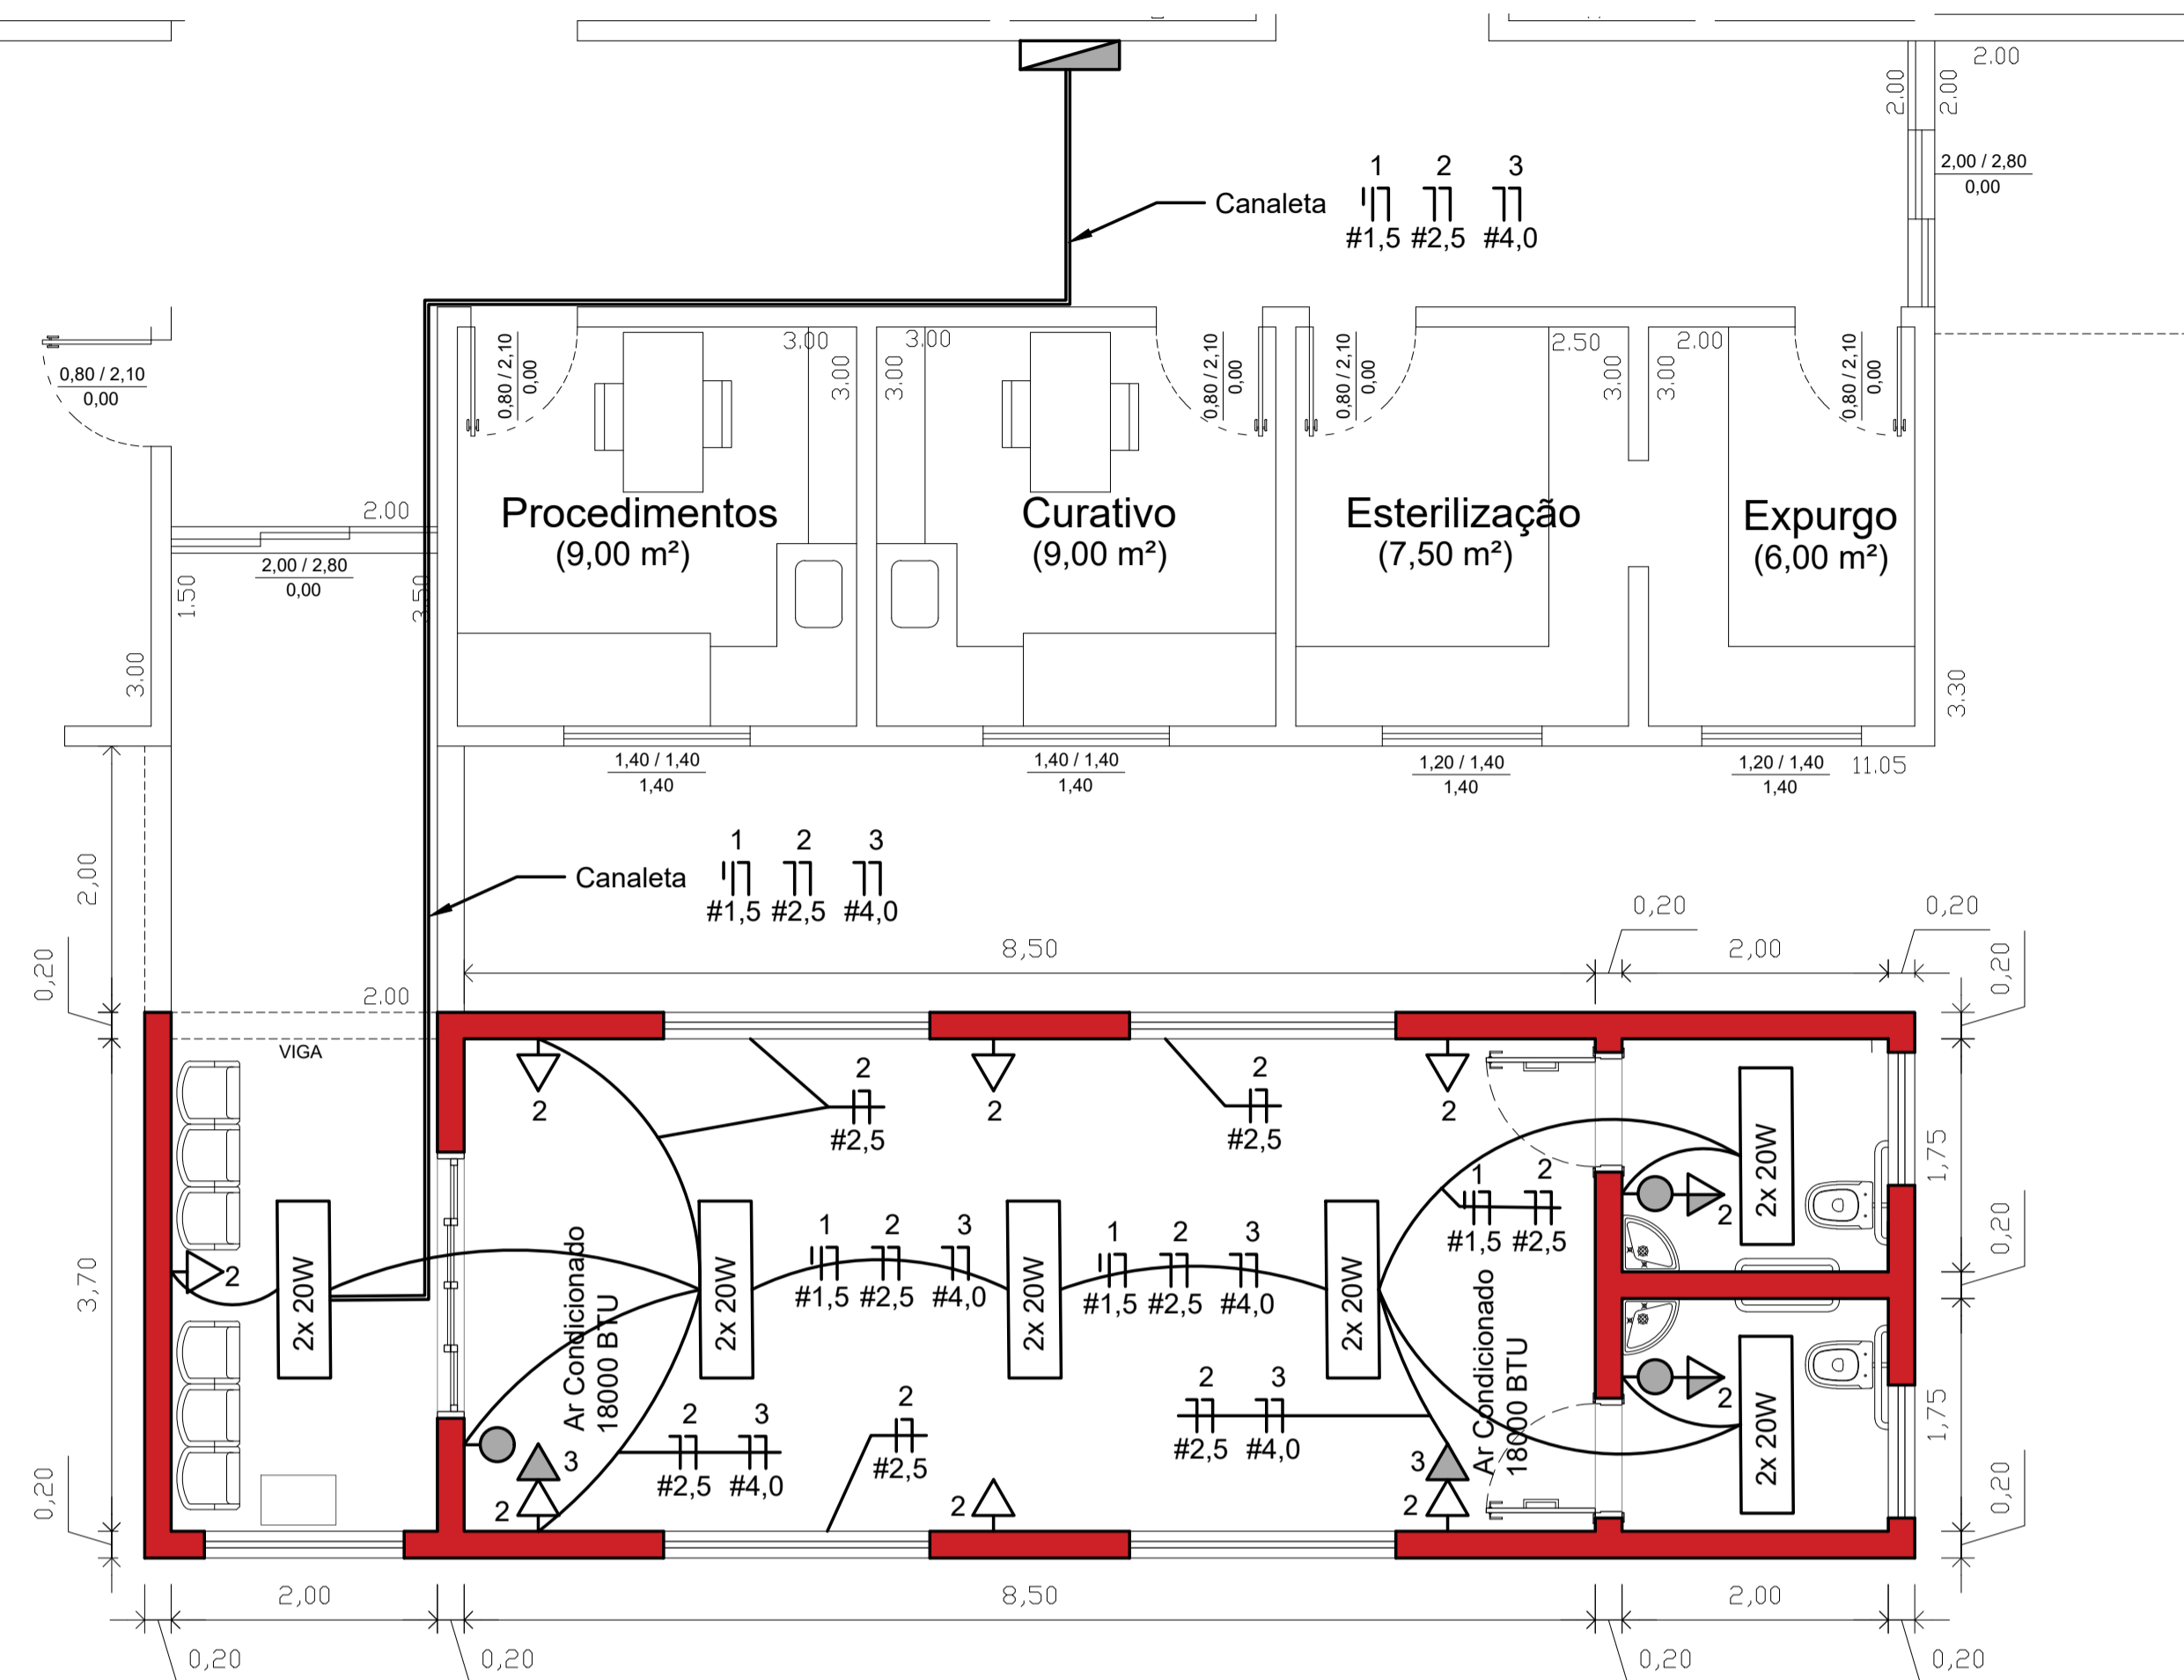 2.00
2.00
2.00
2,00 / 2,80
0,00
1 2 3
Canaleta
#1,5 #2,5 #4,0
0,80 / 2,10
0,00
0,80 / 2,10
0,00
3.00
3.00
3.00
3.00
0,80 / 2,10
0,00
0,80 / 2,10
0,00
2.50
3.00
3.00
2.00
0,80 / 2,10
0,00
Procedimentos
(9,00 m²)
Curativo
(9,00 m²)
Esterilização
(7,50 m²)
Expurgo
(6,00 m²)
2.00
2,00 / 2,80
0,00
1.50
3.50
3.00
3.30
1,40 / 1,40
1,40
1,40 / 1,40
1,40
1,20 / 1,40
1,40
1,20 / 1,40
1,40
11.05
1 2 3
Canaleta
#1,5 #2,5 #4,0
2,00
0,20
0,20
0,20
8,50
2,00
0,20
0,20
2.00
VIGA
2
2
2
2
#2,5
2
#2,5
1 2
#1,5 #2,5
2x 20W
2
1,75
0,20
3,70
2
2x 20W
Ar Condicionado
18000 BTU
2x 20W
1 2 3
#1,5 #2,5 #4,0
2x 20W
1 2 3
#1,5 #2,5 #4,0
2x 20W
Ar Condicionado
18000 BTU
2x 20W
2
1,75
2 3
#2,5 #4,0
2
#2,5
2 3
#2,5 #4,0
3
2
2
3
2
0,20
0,20
2,00
8,50
2,00
0,20
0,20
0,20
0,20